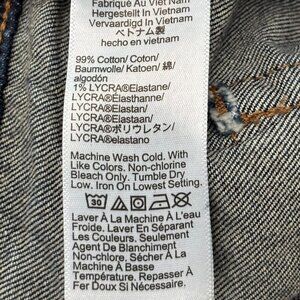 Fabriqué Au Viet Nam
Hergestellt In Vietnam
Vervaardigd In Vietnam
ベトナム製
hecho en vietnam
99% Cotton/ Coton/
Baumwolle/ Katoen/ 綿/
algodón
1% LYCRA®Elastane/
LYCRA®Élasthanne/
LYCRA®Elasthan/
LYCRA®Elastaan/
LYCRA®ポリウレタン/
LYCRA®elastano
Machine Wash Cold. With
Like Colors. Non-chlorine
Bleach Only. Tumble Dry
Low. Iron On Lowest Setting.
30
Laver À La Machine À L'eau
Froide. Laver En Séparant
Les Couleurs. Seulement
Agent De Blanchiment
Non-chlore. Sécher À La
Machine À Basse
Température. Repasser À
Fer Doux Si Nécessaire.